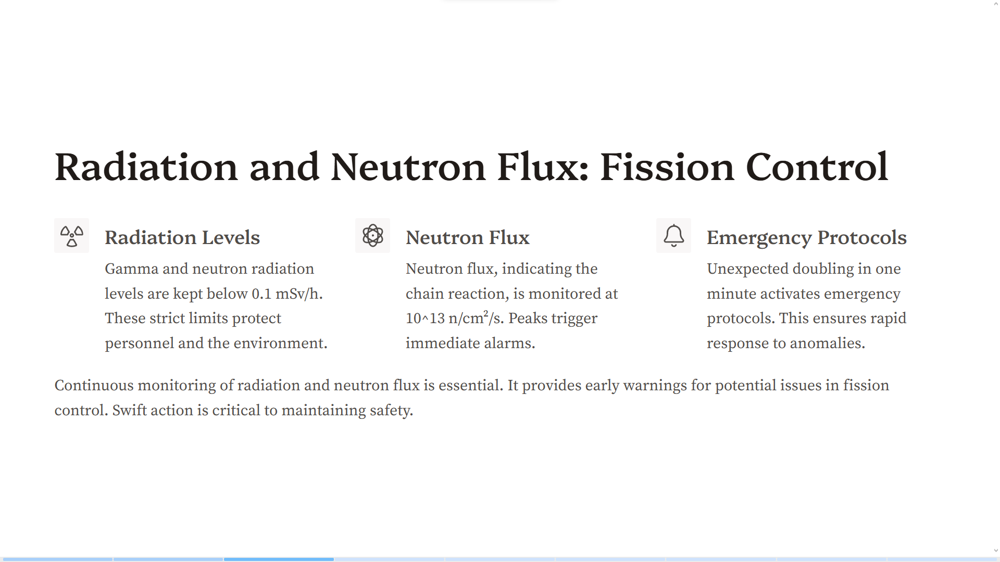 Radiation and Neutron Flux: Fission Control
Radiation Levels
Gamma and neutron radiation
levels are kept below 0.1 mSv/h.
These strict limits protect
personnel and the environment.
Neutron Flux
Neutron flux, indicating the
chain reaction, is monitored at
10^13 n/cm²/s. Peaks trigger
immediate alarms.
Emergency Protocols
Unexpected doubling in one
minute activates emergency
protocols. This ensures rapid
response to anomalies.
Continuous monitoring of radiation and neutron flux is essential. It provides early warnings for potential issues in fission
control. Swift action is critical to maintaining safety.